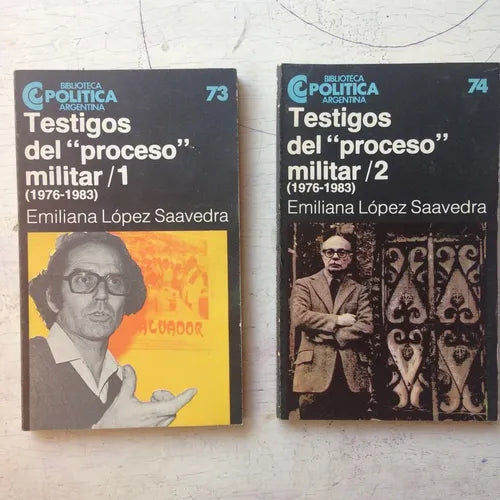 BIBLIOTECA
POLITICA
ARGENTINA
73
Testigos
del “proceso”
militar/1
(1976-1983)
Emiliana López Saavedra
ACUADOR
BIBLIOTECA
POLITICA
ARGENTINA
74
Testigos
del “proceso”
militar/2
(1976-1983)
Emiliana López Saavedra